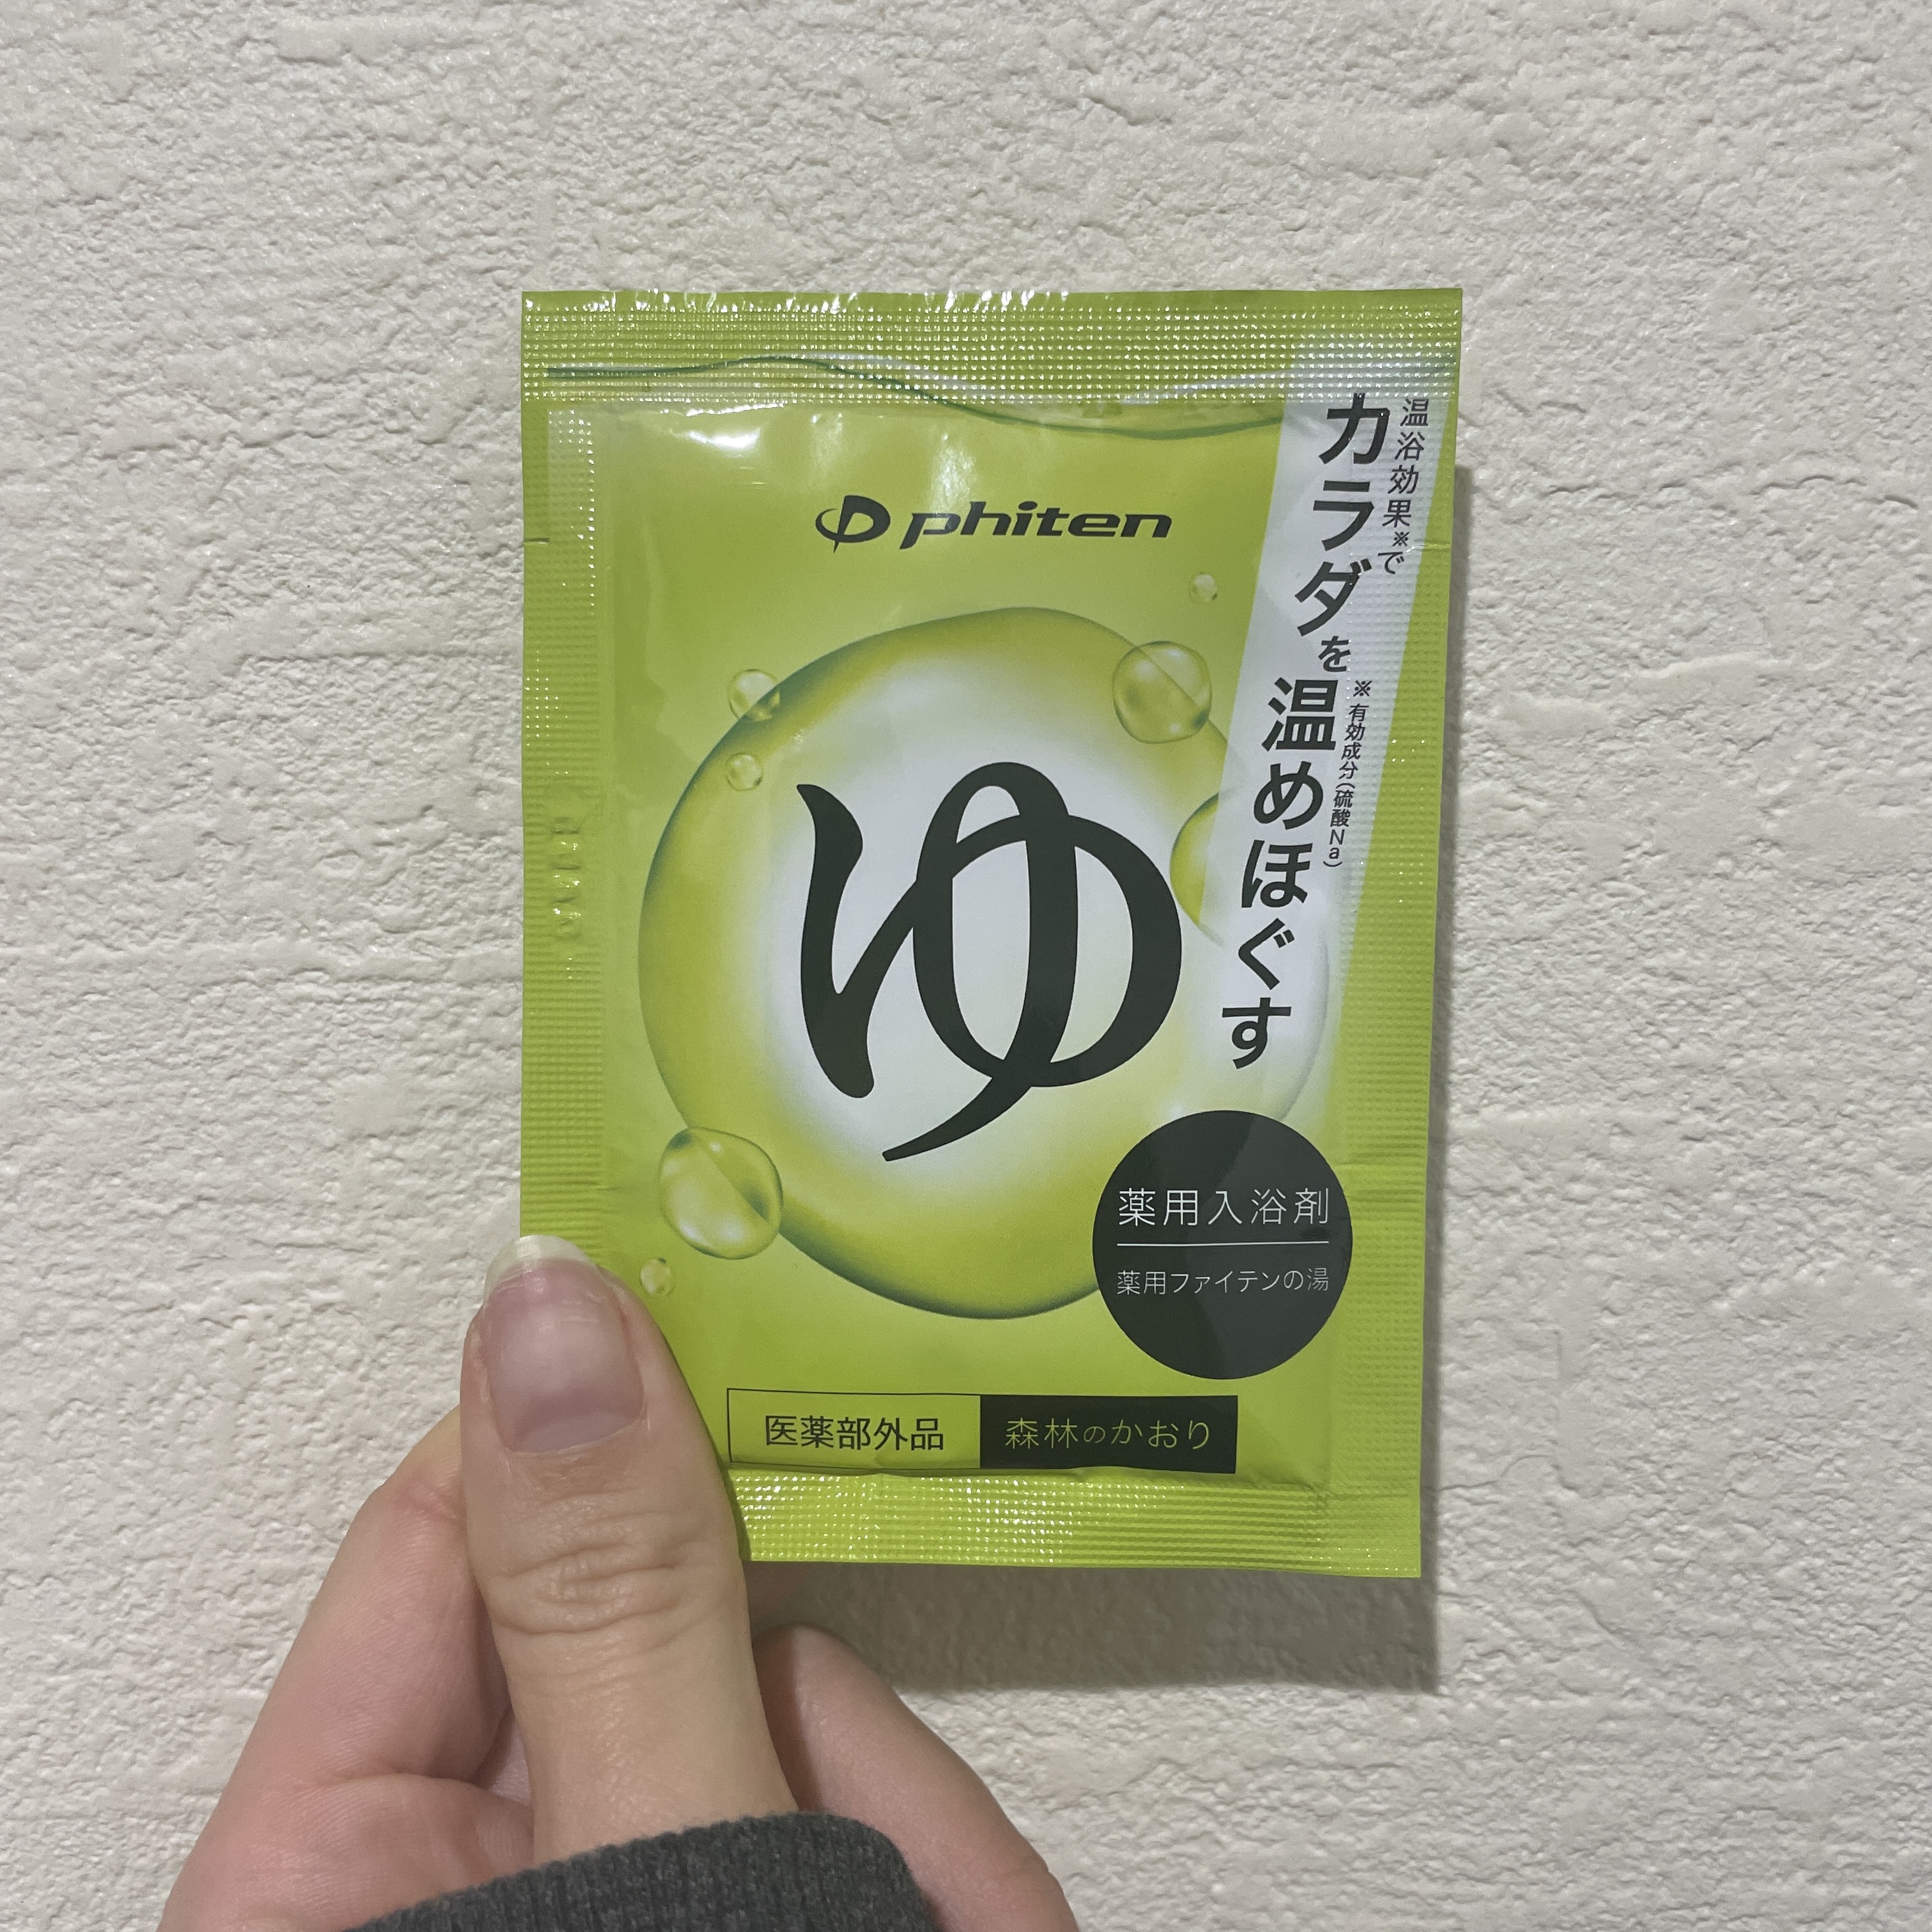 phiten
温浴効果※で
カラダを温めほぐす
※有効成分(硫酸Na)
ゆ
薬用入浴剤
薬用ファイテンの湯
医薬部外品
森林のかおり